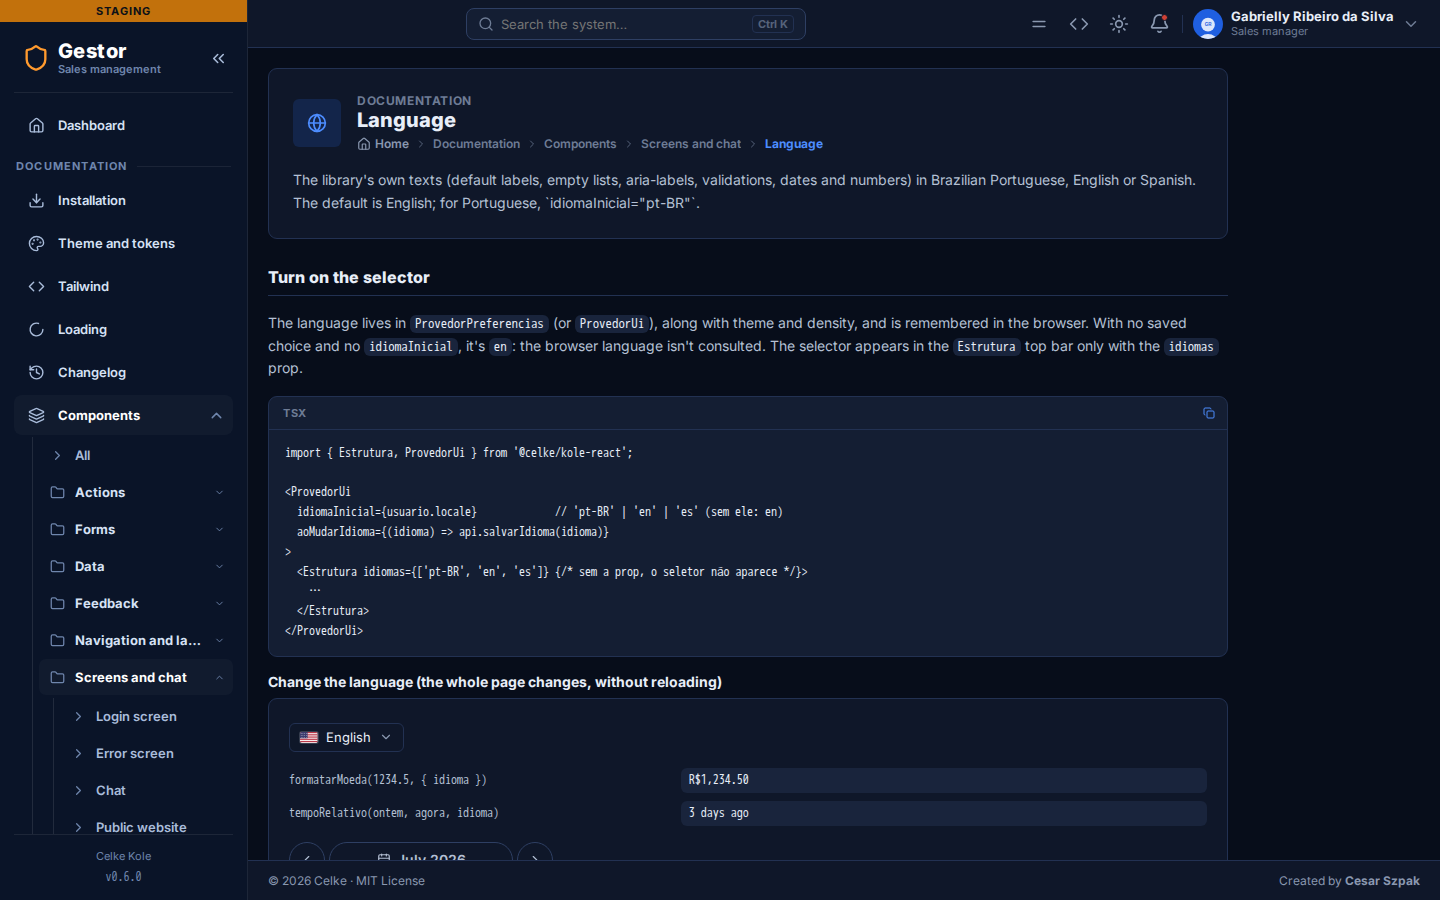 STAGING
Gestor
Sales management
Search the system...
Ctrl K
Gabrielly Ribeiro da Silva
Sales manager
Dashboard
DOCUMENTATION
Installation
Theme and tokens
Tailwind
Loading
Changelog
Components
All
Actions
Forms
Data
Feedback
Navigation and la...
Screens and chat
Login screen
Error screen
Chat
Public website
Celke Kole
v0.6.0
DOCUMENTATION
Language
Home > Documentation > Components > Screens and chat > Language
The library's own texts (default labels, empty lists, aria-labels, validations, dates and numbers) in Brazilian Portuguese, English or Spanish.
The default is English; for Portuguese, `idiomaInicial="pt-BR"`.
Turn on the selector
The language lives in ProvedorPreferencias (or ProvedorUi), along with theme and density, and is remembered in the browser. With no saved
choice and no idiomaInicial, it's en: the browser language isn't consulted. The selector appears in the Estrutura top bar only with the idiomas
prop.
TSX
import { Estrutura, ProvedorUi } from '@celke/kole-react';
<ProvedorUi
idiomaInicial={usuario.locale} // 'pt-BR' | 'en' | 'es' (sem ele: en)
aoMudarIdioma={(idioma) => api.salvarIdioma(idioma)}
>
<Estrutura idiomas={['pt-BR', 'en', 'es']} {/* sem a prop, o seletor não aparece */}>
...
</Estrutura>
</ProvedorUi>
Change the language (the whole page changes, without reloading)
English
formatarMoeda(1234.5, { idioma })
R$1,234.50
tempoRelativo(ontem, agora, idioma)
3 days ago
July 2026
© 2026 Celke · MIT License
Created by Cesar Szpak